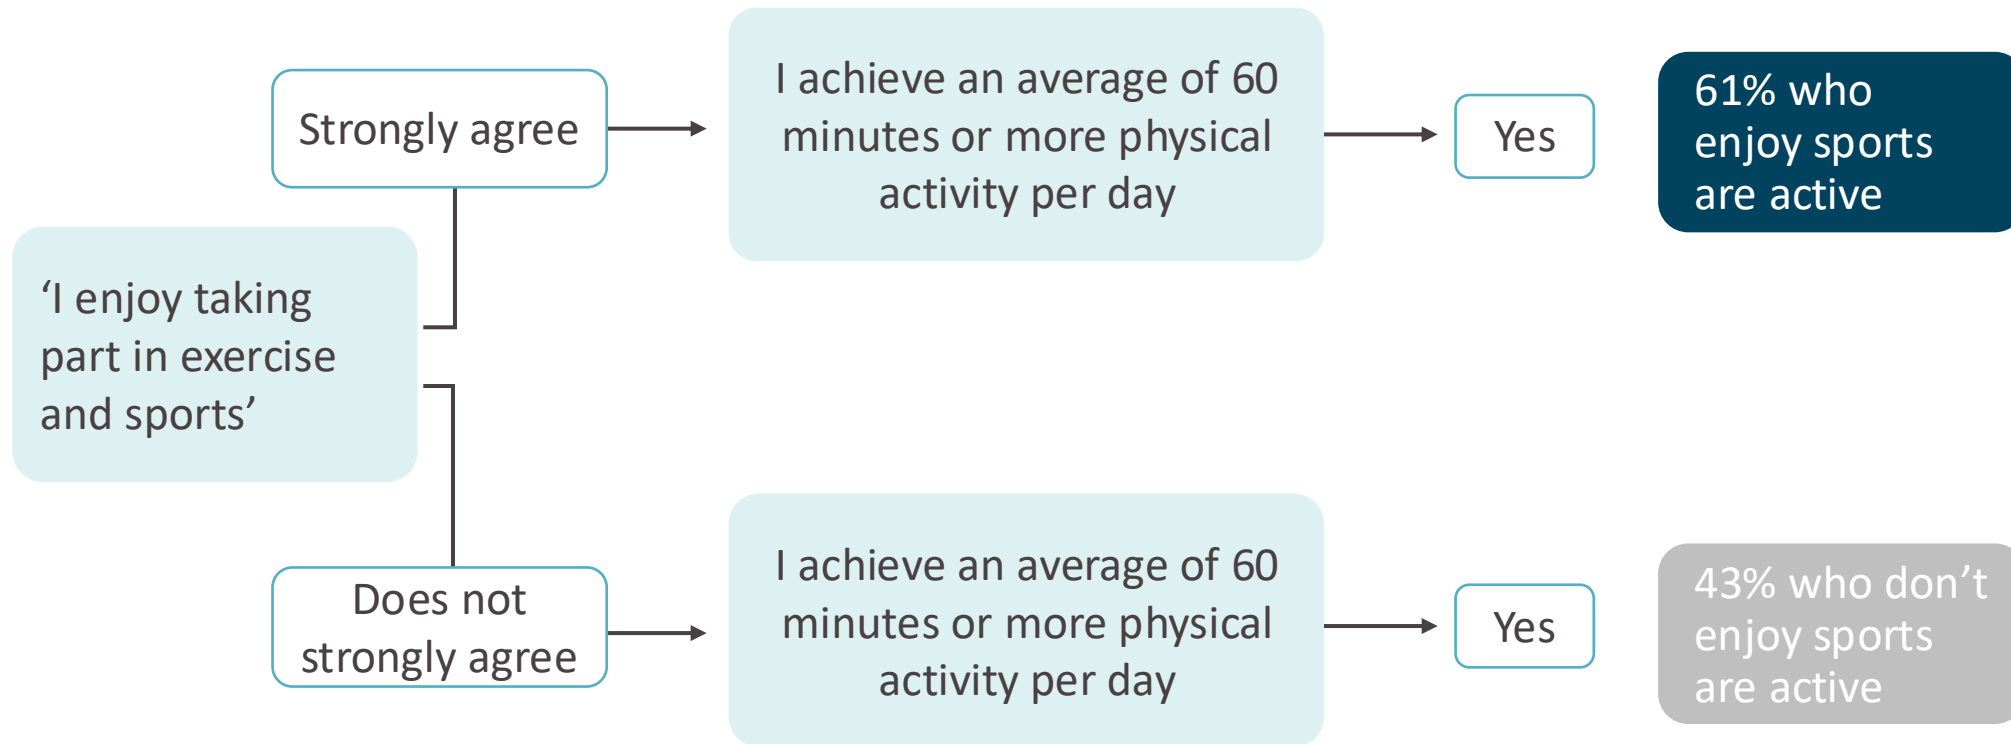 ‘I enjoy taking
part in exercise
and sports’
Strongly agree
I achieve an average of 60
minutes or more physical
activity per day
Yes
61% who
enjoy sports
are active
Does not
strongly agree
I achieve an average of 60
minutes or more physical
activity per day
Yes
43% who don’t
enjoy sports
are active